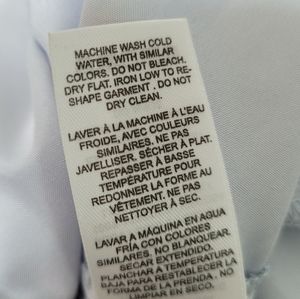 MACHINE WASH COLD
WATER, WITH SIMILAR
COLORS. DO NOT BLEACH.
DRY FLAT. IRON LOW TO RE-
SHAPE GARMENT . DO NOT
DRY CLEAN.
LAVER À LA MACHINE À L'EAU
FROIDE, AVEC COULEURS
SIMILAIRES. NE PAS
JAVELLUSER. SÉCHER À PLAT.
REPASSER À BASSE
TEMPÉRATURE POUR
REDONNER LA FORME AU
VÊTEMENT. NE PAS
NETTOYER À SEC.
LAVAR A MÁQUINA EN AGUA
FRÍA CON COLORES
SIMILARES. NO BLANQUEAR.
SECAR EXTENDIDO.
PLANCHAR A TEMPERATURA
BAJA PARA RESTABLECER LA
FORMA DE LA PRENDA . NO
LIMPIAR EN SECO.